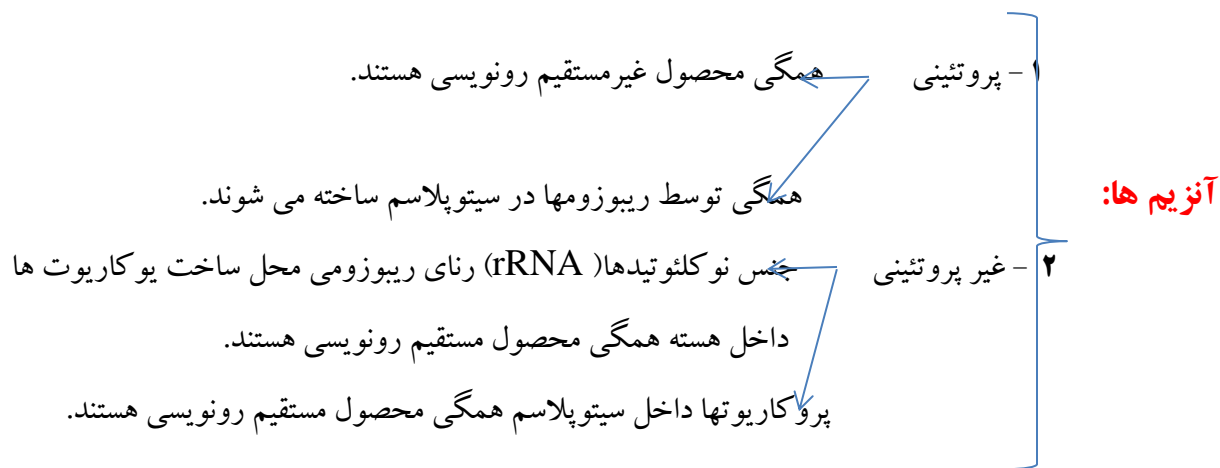 ۱ – پروتئینی همگی محصول غیرمستقیم رونویسی هستند.
آنزیم ها:
همگی توسط ریبوزومها در سیتوپلاسم ساخته می شوند.
۲ – غیر پروتئینی جنس نوکلئوتیدها( rRNA) رنای ریبوزومی محل ساخت یوکاریوت ها
داخل هسته همگی محصول مستقیم رونویسی هستند.
پروکاریوتها داخل سیتوپلاسم همگی محصول مستقیم رونویسی هستند.